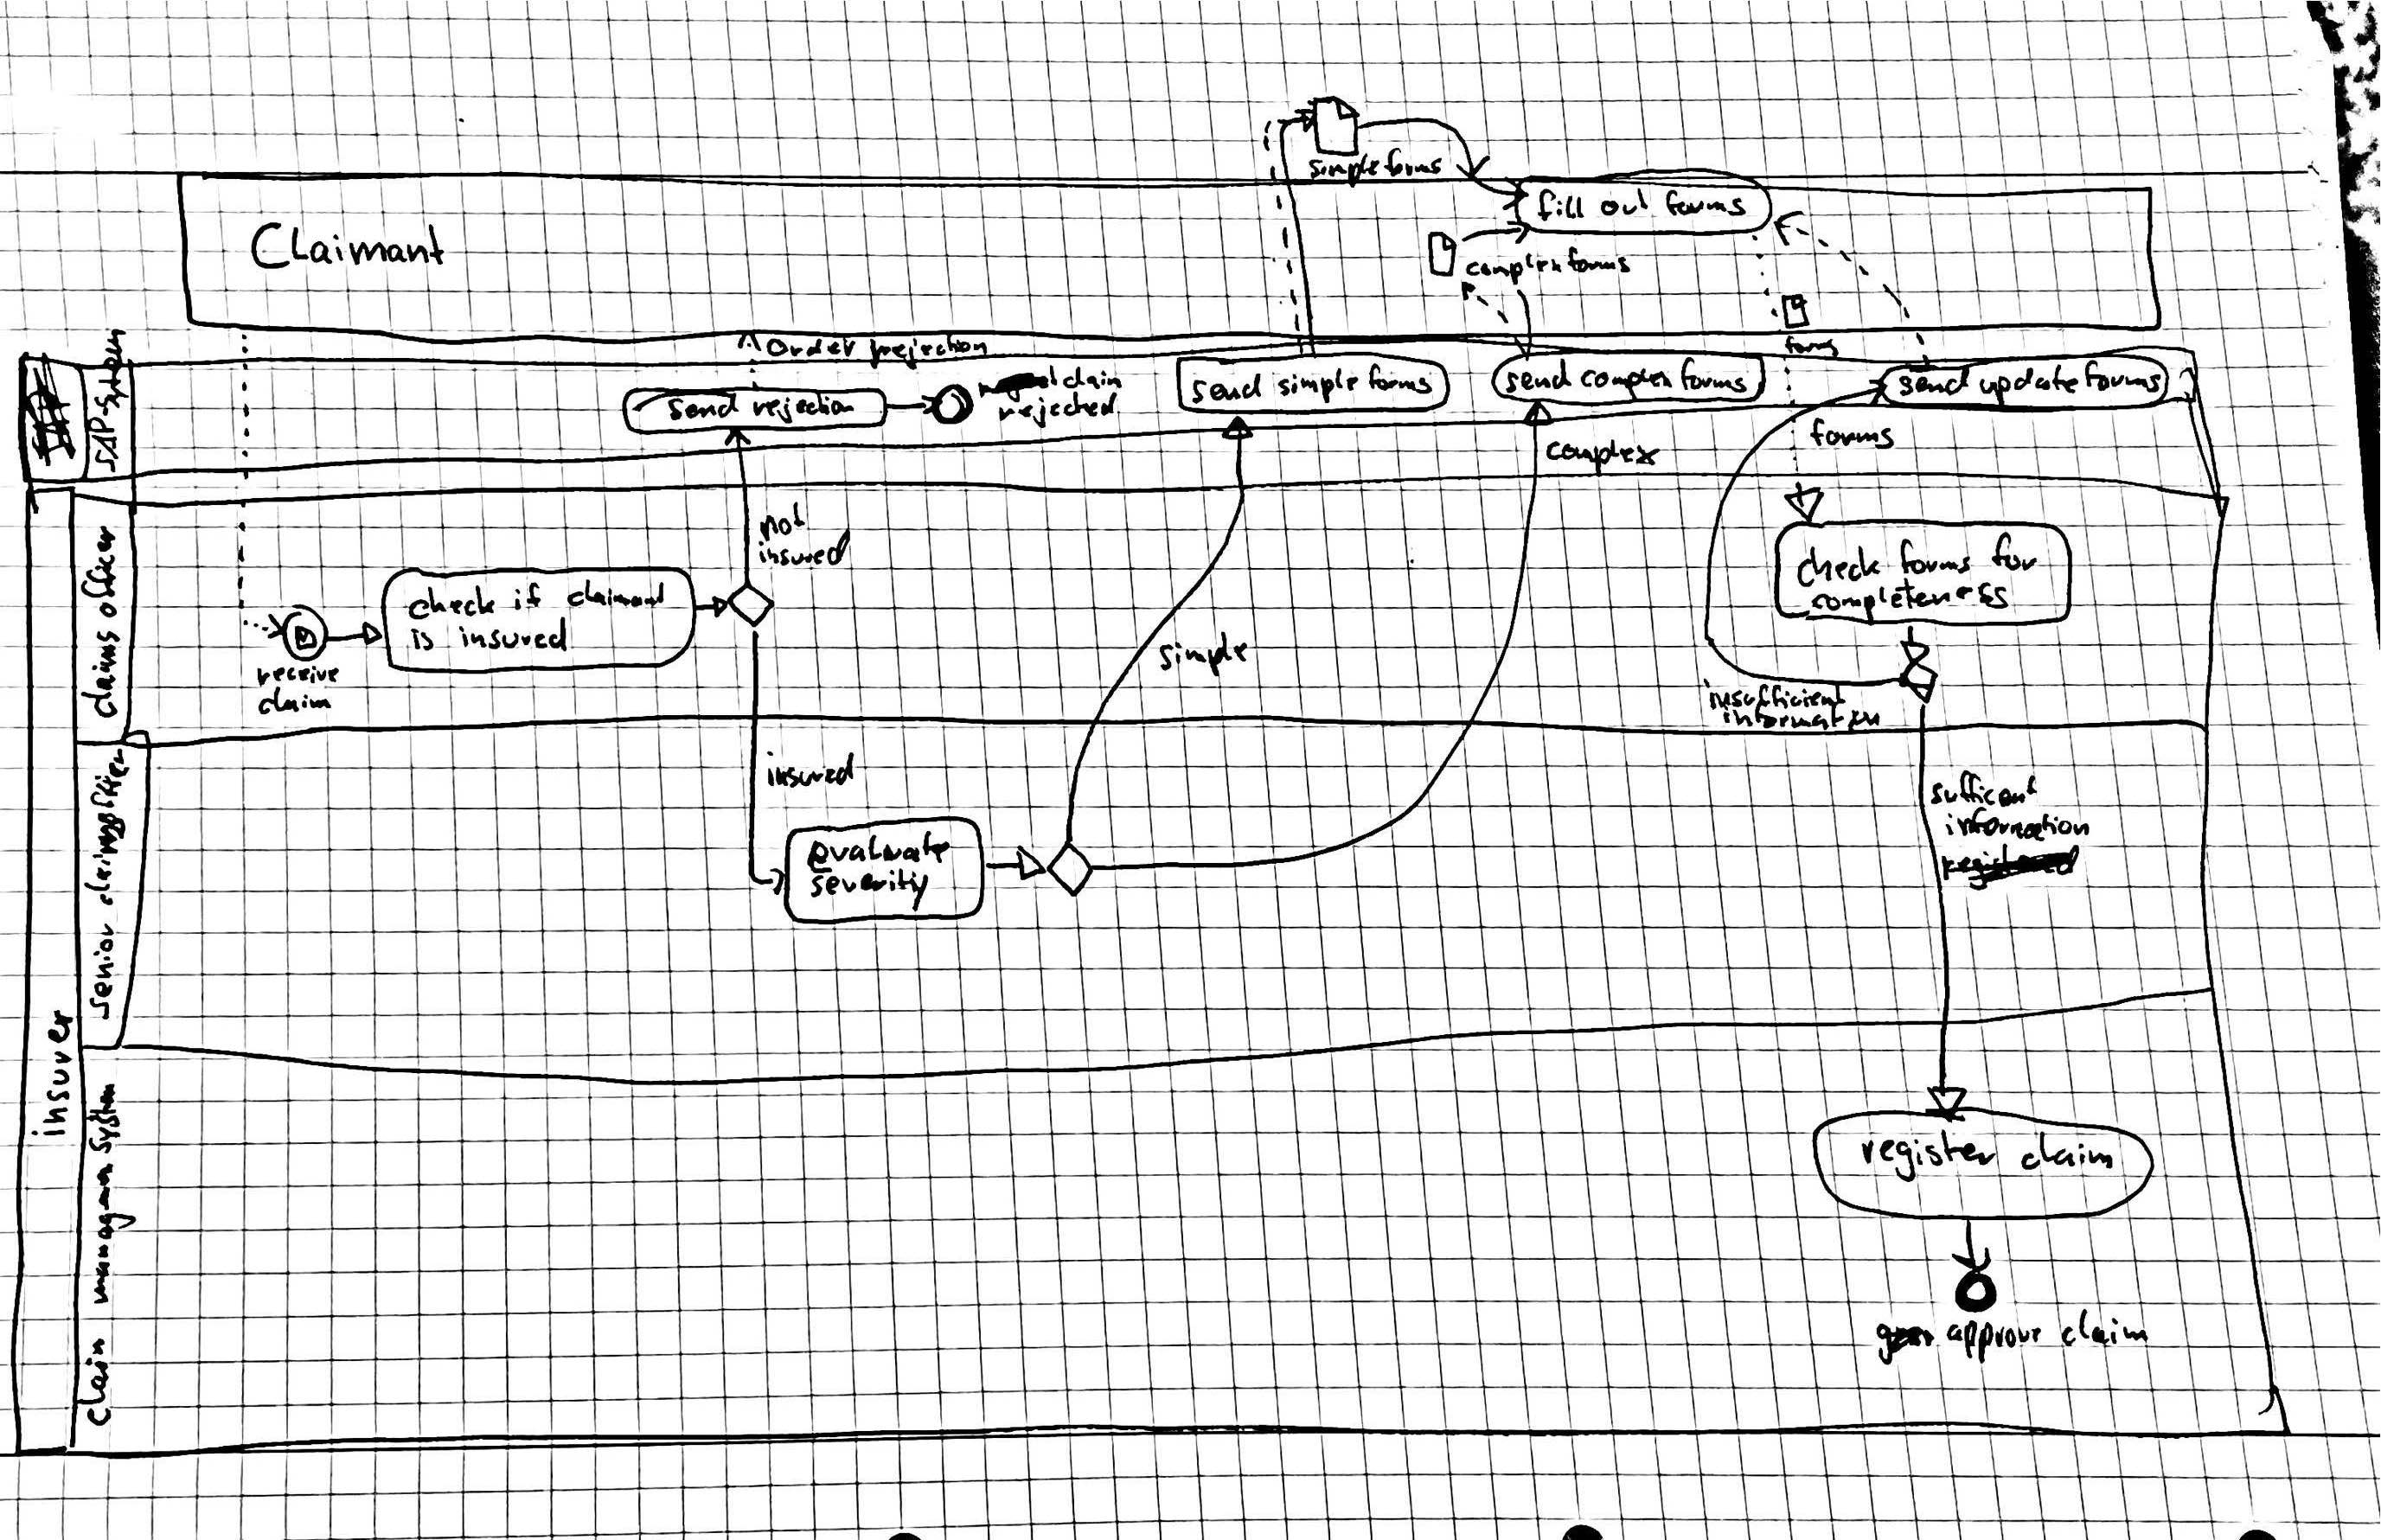 simple forms
fill out forms
Claimant
complex forms
forms
SAP-System
Order rejection
send rejection
claim
rejected
send simple forms
send complex forms
send update forms
forms
complex
claims officer
not
insured
check if claimant
is insured
receive
claim
check forms for
completeness
simple
insufficient
information
insurer
senior claims officer
insured
evaluate
severitiy
sufficent
information
Claim managem System
register claim
approve claim